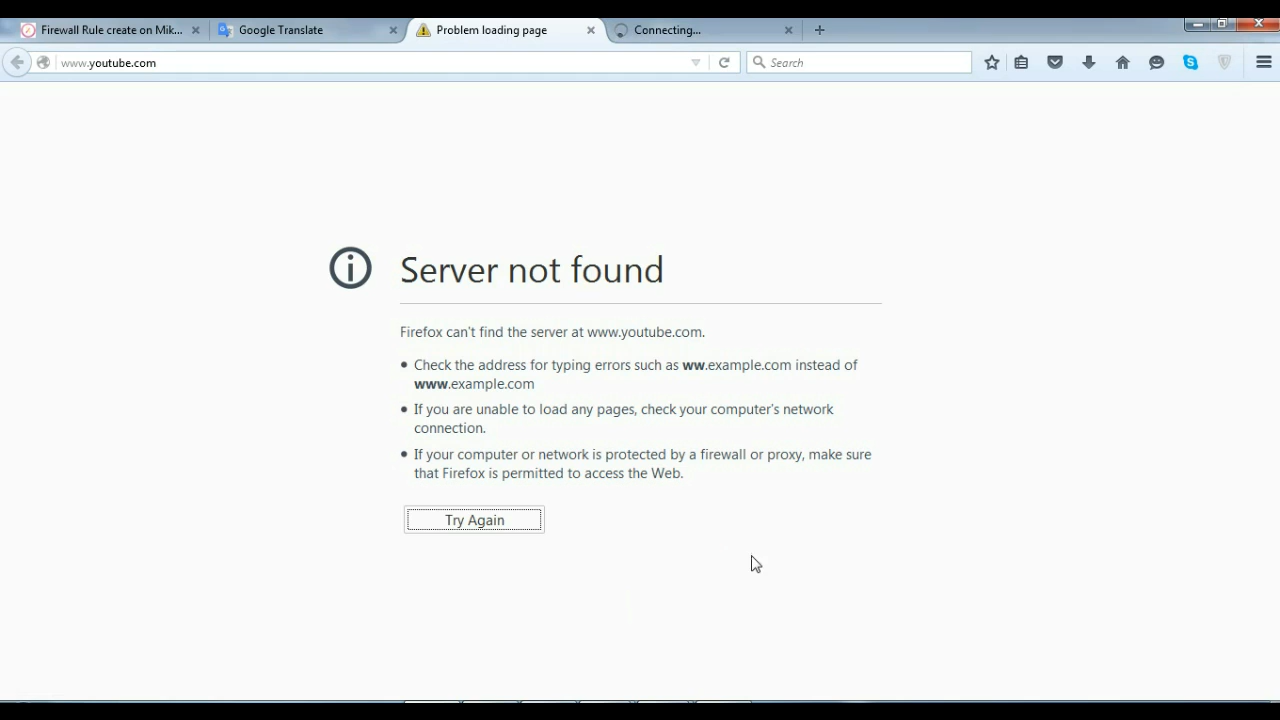 Firewall Rule create on Mik...
Google Translate
Problem loading page
Connecting...
www.youtube.com
Search
Server not found
Firefox can't find the server at www.youtube.com.
Check the address for typing errors such as ww.example.com instead of
www.example.com
If you are unable to load any pages, check your computer's network
connection.
If your computer or network is protected by a firewall or proxy, make sure
that Firefox is permitted to access the Web.
Try Again